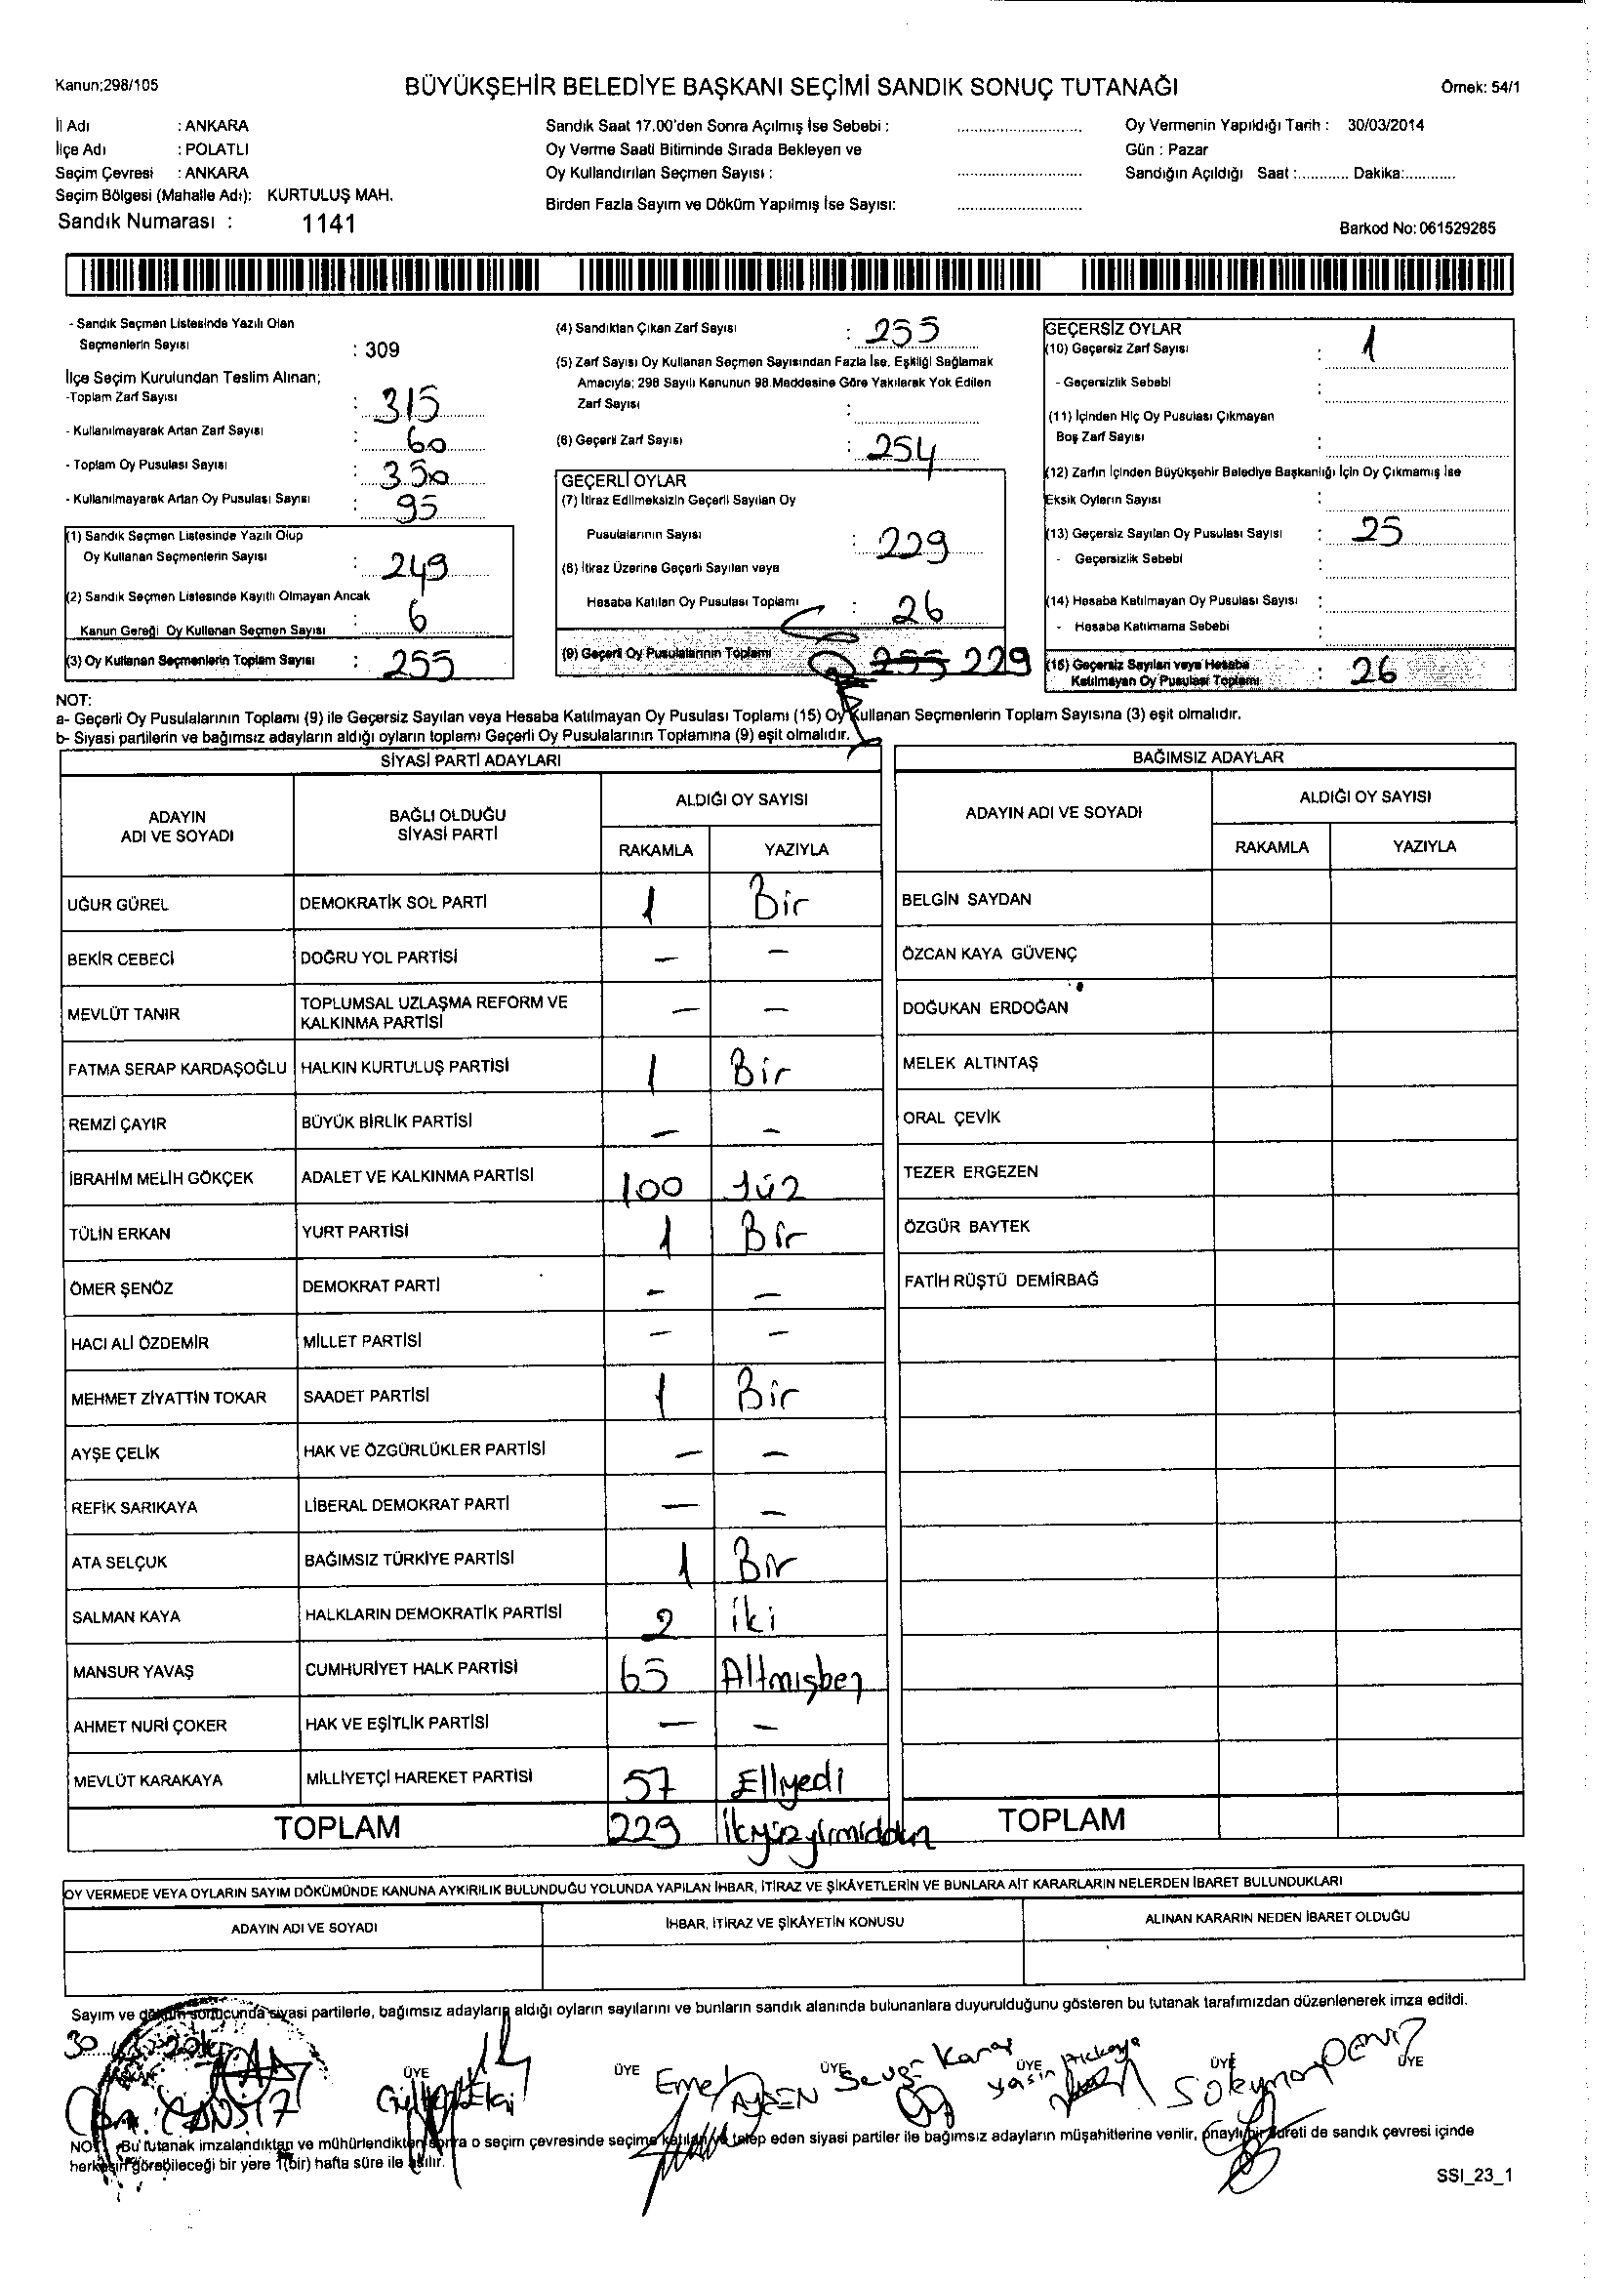 Kanun:298/105
BÜYÜKŞEHİR BELEDİYE BAŞKANI SEÇİMİ SANDIK SONUÇ TUTANAĞI
Örnek: 54/1
İl Adı : ANKARA
İlçe Adı : POLATLI
Seçim Çevresi : ANKARA
Seçim Bölgesi (Mahalle Adı): KURTULUŞ MAH.
Sandık Numarası : 1141
Sandık Saat 17.00'den Sonra Açılmış İse Sebebi :
Oy Verme Saati Bitiminde Sırada Bekleyen ve
Oy Kullandırılan Seçmen Sayısı :
Birden Fazla Sayım ve Döküm Yapılmış İse Sayısı:
Oy Vermenin Yapıldığı Tarih : 30/03/2014
Gün : Pazar
Sandığın Açıldığı Saat :............ Dakika:.............
Barkod No: 061529285
- Sandık Seçmen Listesinde Yazılı Olan
Seçmenlerin Sayısı : 309
İlçe Seçim Kurulundan Teslim Alınan;
-Toplam Zarf Sayısı : 315
- Kullanılmayarak Artan Zarf Sayısı : 60
- Toplam Oy Pusulası Sayısı : 350
- Kullanılmayarak Artan Oy Pusulası Sayısı : 95
(1) Sandık Seçmen Listesinde Yazılı Olup
Oy Kullanan Seçmenlerin Sayısı : 249
(2) Sandık Seçmen Listesinde Kayıtlı Olmayan Ancak
Kanun Gereği Oy Kullanan Seçmen Sayısı : 6
(3) Oy Kullanan Seçmenlerin Toplam Sayısı : 255
(4) Sandıktan Çıkan Zarf Sayısı : 255
(5) Zarf Sayısı Oy Kullanan Seçmen Sayısından Fazla İse, Eşitliği Sağlamak
Amacıyla; 298 Sayılı Kanunun 98.Maddesine Göre Yakılarak Yok Edilen
Zarf Sayısı :
(6) Geçerli Zarf Sayısı : 254
GEÇERLİ OYLAR
(7) İtiraz Edilmeksizin Geçerli Sayılan Oy
Pusulalarının Sayısı : 229
(8) İtiraz Üzerine Geçerli Sayılan veya
Hesaba Katılan Oy Pusulası Toplamı : 26
(9) Geçerli Oy Pusulalarının Toplamı 255 229
GEÇERSİZ OYLAR
(10) Geçersiz Zarf Sayısı : 1
- Geçersizlik Sebebi :
(11) İçinden Hiç Oy Pusulası Çıkmayan
Boş Zarf Sayısı :
(12) Zarfın İçinden Büyükşehir Belediye Başkanlığı İçin Oy Çıkmamış İse
Eksik Oyların Sayısı :
(13) Geçersiz Sayılan Oy Pusulası Sayısı : 25
- Geçersizlik Sebebi :
(14) Hesaba Katılmayan Oy Pusulası Sayısı :
- Hesaba Katılmama Sebebi :
(15) Geçersiz Sayılan veya Hesaba
Katılmayan Oy Pusulası Toplamı : 26
NOT:
a- Geçerli Oy Pusulalarının Toplamı (9) ile Geçersiz Sayılan veya Hesaba Katılmayan Oy Pusulası Toplamı (15) Oy Kullanan Seçmenlerin Toplam Sayısına (3) eşit olmalıdır.
b- Siyasi partilerin ve bağımsız adayların aldığı oyların toplamı Geçerli Oy Pusulalarının Toplamına (9) eşit olmalıdır.
SİYASİ PARTİ ADAYLARI
ADAYIN ADI VE SOYADI BAĞLI OLDUĞU SİYASİ PARTİ ALDIĞI OY SAYISI
RAKAMLA YAZIYLA
UĞUR GÜREL DEMOKRATİK SOL PARTİ 1 Bir
BEKİR CEBECİ DOĞRU YOL PARTİSİ – –
MEVLÜT TANIR TOPLUMSAL UZLAŞMA REFORM VE KALKINMA PARTİSİ – –
FATMA SERAP KARDAŞOĞLU HALKIN KURTULUŞ PARTİSİ 1 Bir
REMZİ ÇAYIR BÜYÜK BİRLİK PARTİSİ – –
İBRAHİM MELİH GÖKÇEK ADALET VE KALKINMA PARTİSİ 100 Yüz
TÜLİN ERKAN YURT PARTİSİ 1 Bir
ÖMER ŞENÖZ DEMOKRAT PARTİ – –
HACI ALİ ÖZDEMİR MİLLET PARTİSİ – –
MEHMET ZİYATTİN TOKAR SAADET PARTİSİ 1 Bir
AYŞE ÇELİK HAK VE ÖZGÜRLÜKLER PARTİSİ – –
REFİK SARIKAYA LİBERAL DEMOKRAT PARTİ – –
ATA SELÇUK BAĞIMSIZ TÜRKİYE PARTİSİ 1 Bir
SALMAN KAYA HALKLARIN DEMOKRATİK PARTİSİ 2 iki
MANSUR YAVAŞ CUMHURİYET HALK PARTİSİ 65 Altmışbeş
AHMET NURİ ÇOKER HAK VE EŞİTLİK PARTİSİ – –
MEVLÜT KARAKAYA MİLLİYETÇİ HAREKET PARTİSİ 57 Elliyedi
TOPLAM 229
BAĞIMSIZ ADAYLAR
ADAYIN ADI VE SOYADI ALDIĞI OY SAYISI
RAKAMLA YAZIYLA
BELGİN SAYDAN
ÖZCAN KAYA GÜVENÇ
DOĞUKAN ERDOĞAN
MELEK ALTINTAŞ
ORAL ÇEVİK
TEZER ERGEZEN
ÖZGÜR BAYTEK
FATİH RÜŞTÜ DEMİRBAĞ
TOPLAM
OY VERMEDE VEYA OYLARIN SAYIM DÖKÜMÜNDE KANUNA AYKIRILIK BULUNDUĞU YOLUNDA YAPILAN İHBAR, İTİRAZ VE ŞİKÂYETLERİN VE BUNLARA AİT KARARLARIN NELERDEN İBARET BULUNDUKLARI
ADAYIN ADI VE SOYADI İHBAR, İTİRAZ VE ŞİKÂYETİN KONUSU ALINAN KARARIN NEDEN İBARET OLDUĞU
Sayım ve döküm sonucunda siyasi partilerle, bağımsız adayların aldığı oyların sayılarını ve bunların sandık alanında bulunanlara duyurulduğunu gösteren bu tutanak tarafımızdan düzenlenerek imza edildi.
30
BAŞKAN ÜYE ÜYE ÜYE ÜYE ÜYE ÜYE
AYŞEN Yasin Süleyman
NOT: Bu tutanak imzalandıktan ve mühürlendikten sonra o seçim çevresinde seçime katılan ve talep eden siyasi partiler ile bağımsız adayların müşahitlerine verilir, onaylı bir sureti de sandık çevresi içinde
herkesin görebileceği bir yere 1(bir) hafta süre ile asılır.
SSI_23_1